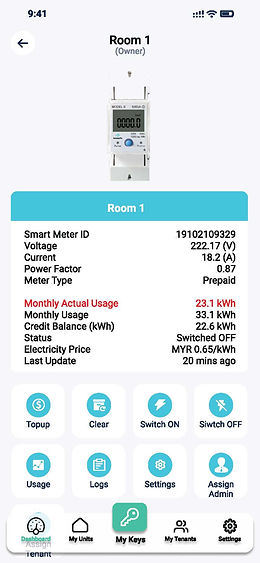 9:41
Room 1
(Owner)
0000.0
Room 1
Smart Meter ID 19102109329
Voltage 222.17 (V)
Current 18.2 (A)
Power Factor 0.87
Meter Type Prepaid
Monthly Actual Usage 23.1 kWh
Monthly Usage 33.1 kWh
Credit Balance (kWh) 22.6 kWh
Status Switched OFF
Electricity Price MYR 0.65/kWh
Last Update 20 mins ago
Topup Clear Switch ON Siwtch OFF
Usage Logs Settings Assign
Admin
Dashboard My Units My Keys My Tenants Settings
Assign
Tenant